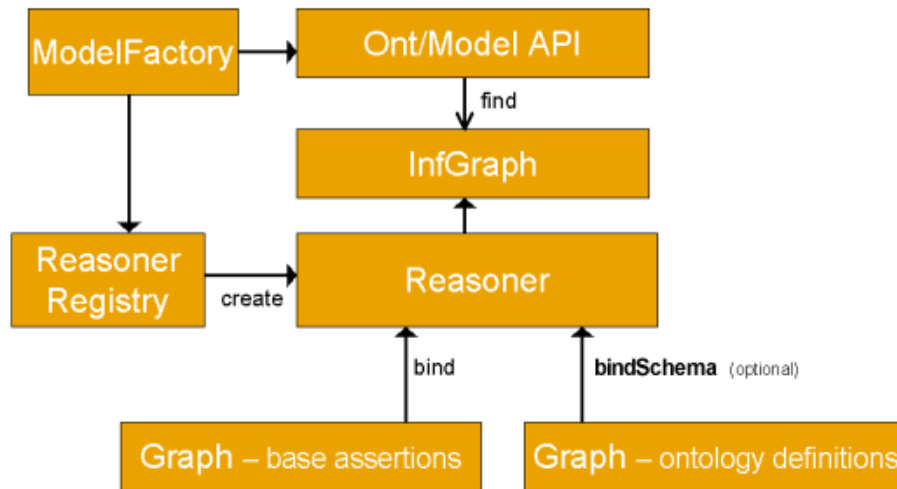 ModelFactory
Ont/Model API
find
InfGraph
Reasoner
Registry
create
Reasoner
bind
bindSchema (optional)
Graph – base assertions
Graph – ontology definitions